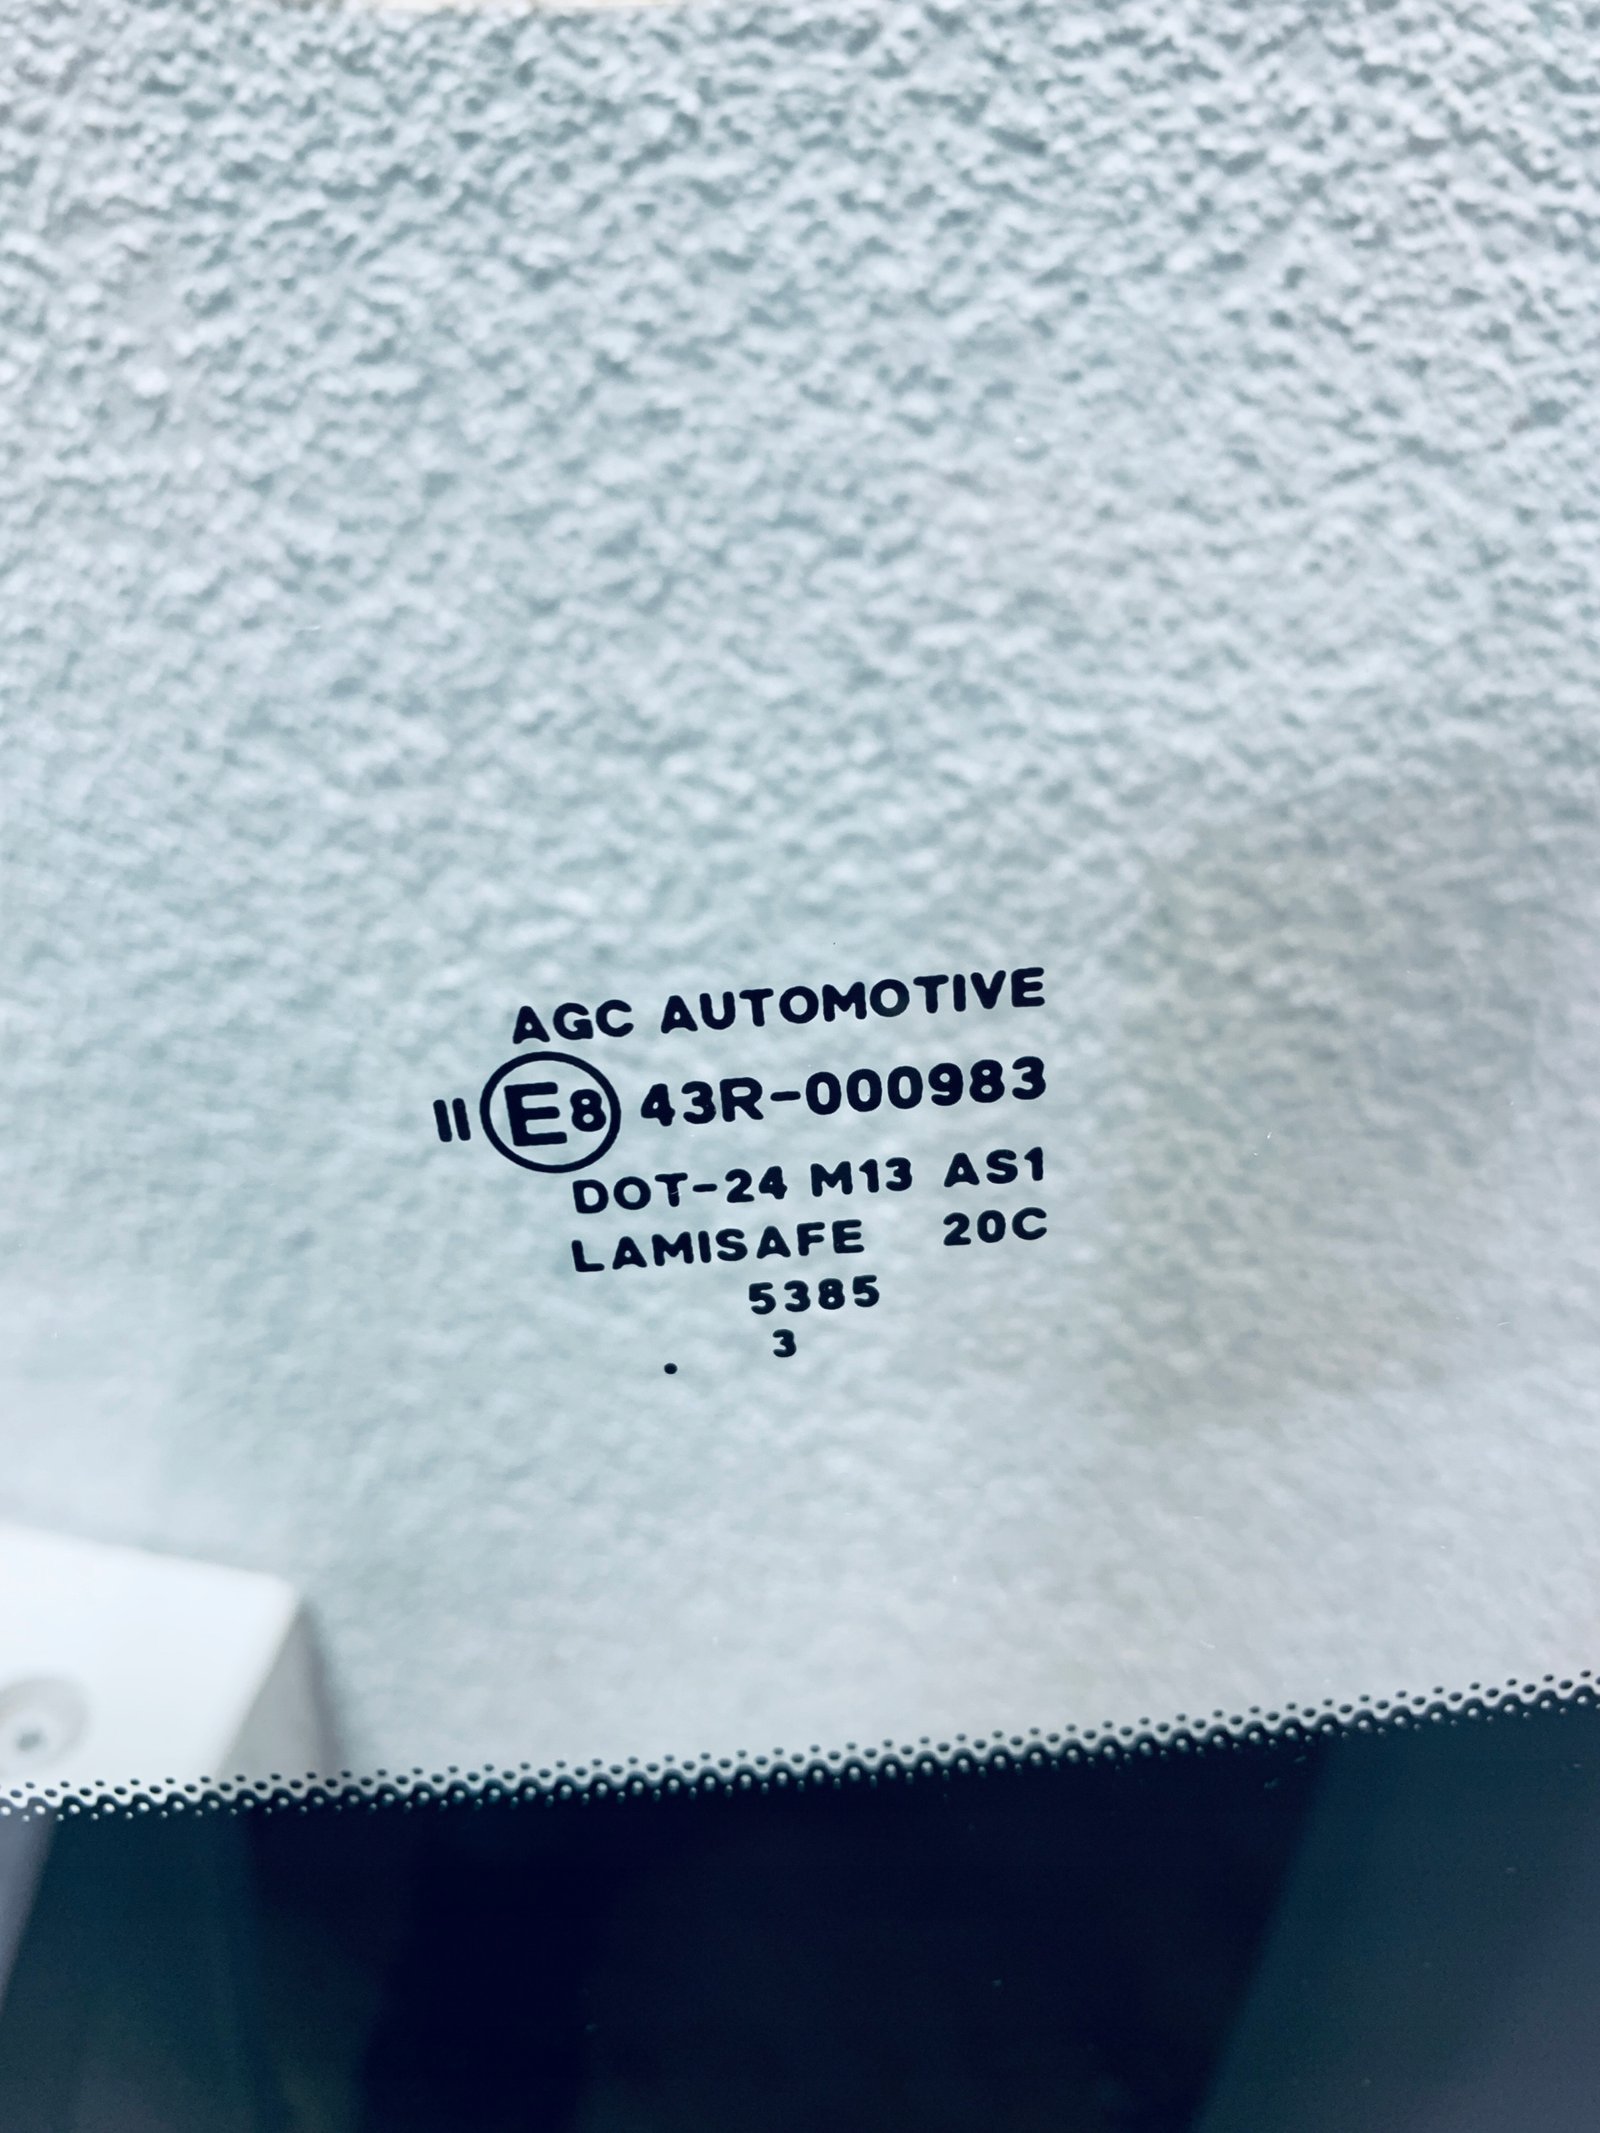 AGC AUTOMOTIVE
II E8 43R-000983
DOT-24 M13 AS1
LAMISAFE 20C
5385
. 3